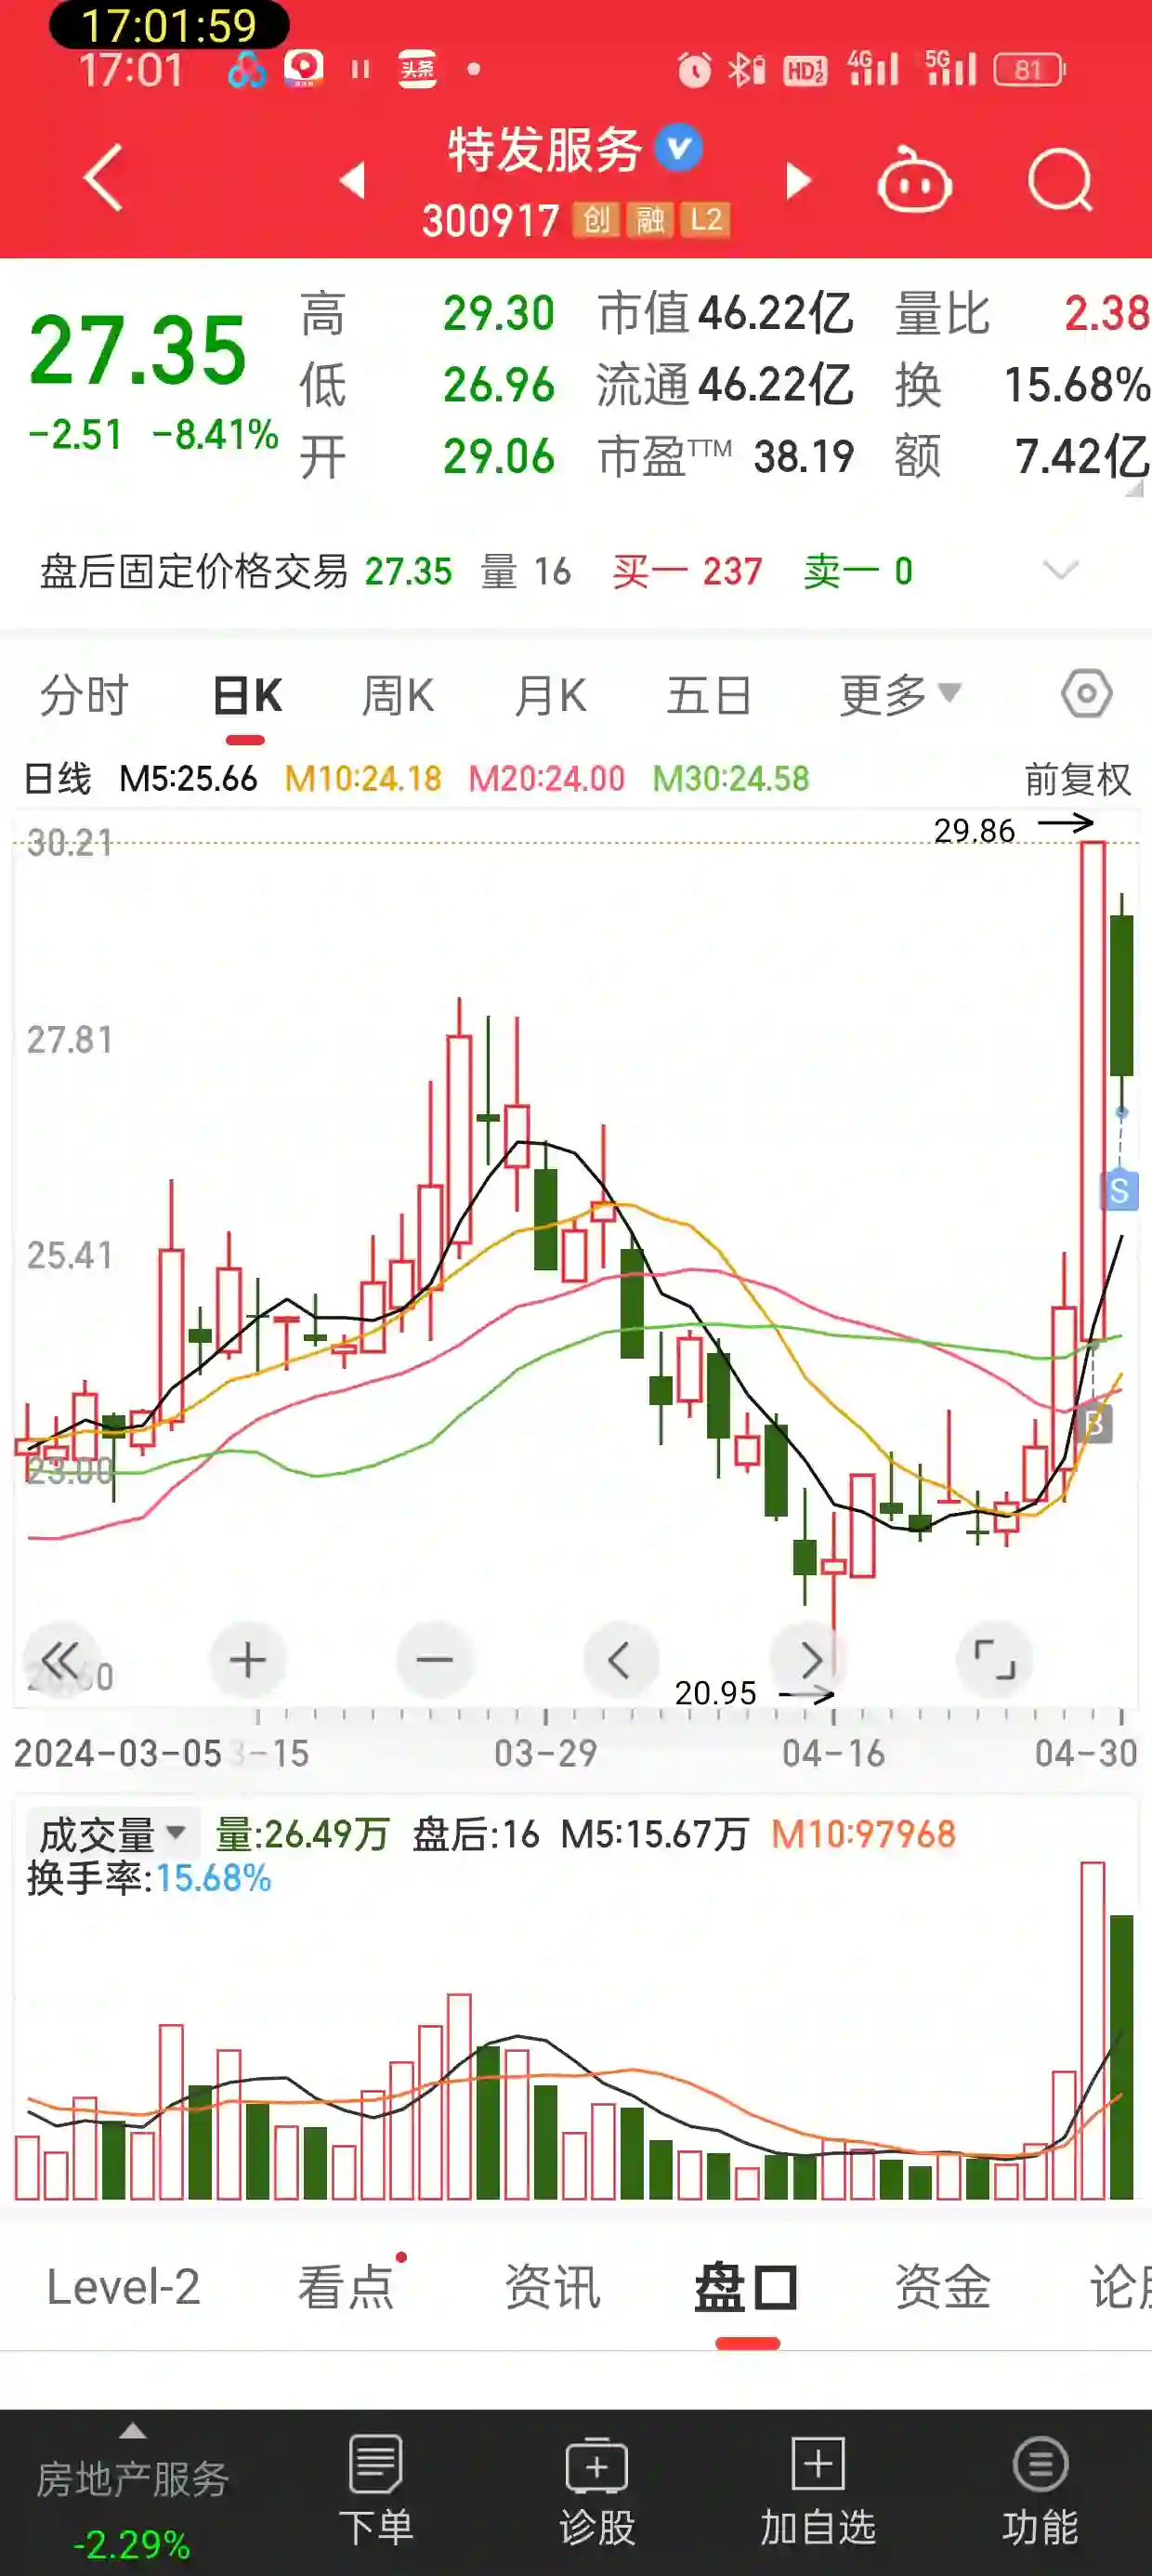 17:01:59
17:01 头条 HD 1 2 4G 5G 81
特发服务
300917 创 融 L2
27.35
-2.51 -8.41%
高 29.30 市值 46.22亿 量比 2.38
低 26.96 流通 46.22亿 换 15.68%
开 29.06 市盈TTM 38.19 额 7.42亿
盘后固定价格交易 27.35 量 16 买一 237 卖一 0
分时 日K 周K 月K 五日 更多
日线 M5:25.66 M10:24.18 M20:24.00 M30:24.58 前复权
29.86
30.21
27.81
S
25.41
B
23.00
20.95
2024-03-05 3-15 03-29 04-16 04-30
成交量 量:26.49万 盘后:16 M5:15.67万 M10:97968
换手率:15.68%
Level-2 看点 资讯 盘口 资金 论
房地产服务
-2.29%
下单 诊股 加自选 功能